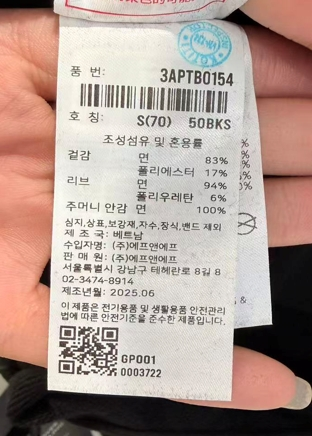 품 번: 3APTB0154
호 칭: S(70) 50BKS
조성섬유 및 혼용률
겉감 면 83%
폴리에스터 17%
리브 면 94%
폴리우레탄 6%
주머니 안감 면 100%
심지,상표,보강재,자수,장식,밴드 제외
제 조 국: 베트남
수입자명: (주)에프앤에프
판 매 원: (주)에프앤에프
서울특별시 강남구 테헤란로 8길 8
02-3474-8914
제조년월: 2025.06
이 제품은 전기용품 및 생활용품 안전관리
법에 따른 안전기준을 준수한 제품입니다.
GP001
0003722
%
%
%
0%
&